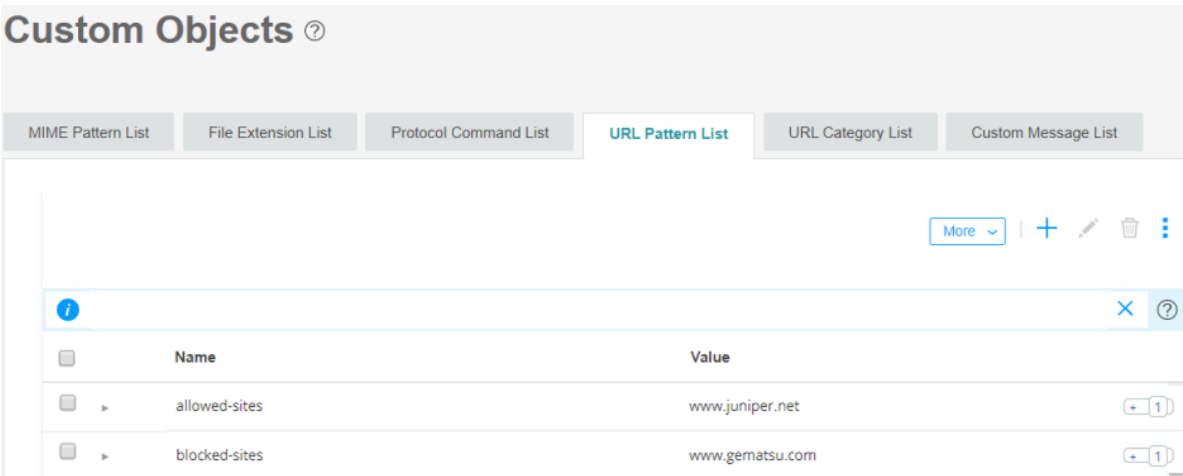 Custom Objects ?
MIME Pattern List File Extension List Protocol Command List URL Pattern List URL Category List Custom Message List
More
i ?
Name Value
allowed-sites www.juniper.net + 1
blocked-sites www.gematsu.com + 1